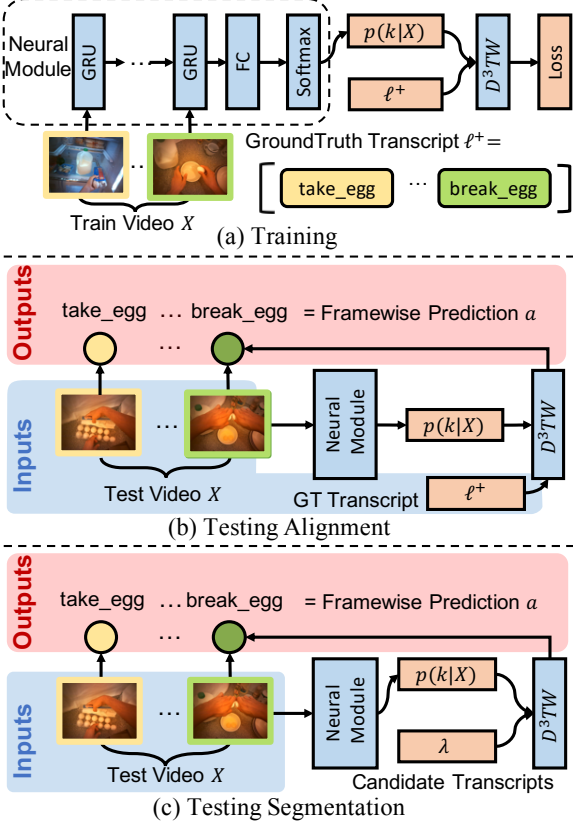 Neural
Module
GRU
...
GRU
FC
Softmax
p(k|X)
ℓ⁺
D³TW
Loss
...
Train Video X
GroundTruth Transcript ℓ⁺ =
[ take_egg ... break_egg ]
(a) Training
Outputs
take_egg ... break_egg = Framewise Prediction a
...
Inputs
...
Test Video X
Neural
Module
p(k|X)
D³TW
GT Transcript
ℓ⁺
(b) Testing Alignment
Outputs
take_egg ... break_egg = Framewise Prediction a
...
Inputs
...
Test Video X
Neural
Module
p(k|X)
λ
D³TW
Candidate Transcripts
(c) Testing Segmentation